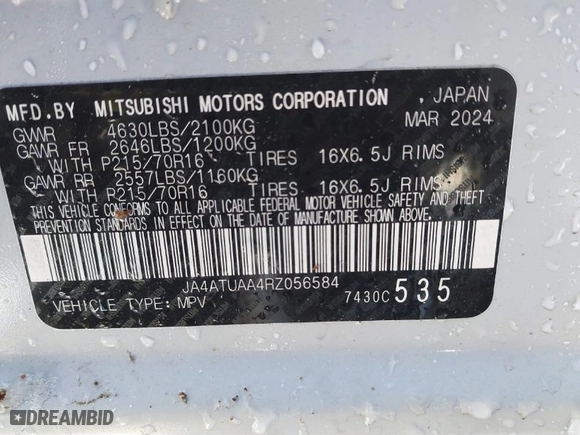 MFD.BY MITSUBISHI MOTORS CORPORATION , JAPAN
GVWR 4630LBS/2100KG MAR 2024
GAWR FR 2646LBS/1200KG
WITH P215/70R16 TIRES 16X6.5J RIMS
GAWR RR 2557LBS/1160KG
WITH P215/70R16 TIRES 16X6.5J RIMS
THIS VEHICLE CONFORMS TO ALL APPLICABLE FEDERAL MOTOR VEHICLE SAFETY AND THEFT
PREVENTION STANDARDS IN EFFECT ON THE DATE OF MANUFACTURE SHOWN ABOVE.
JA4ATUAA4RZ056584
VEHICLE TYPE: MPV 7430C 535
DREAMBID